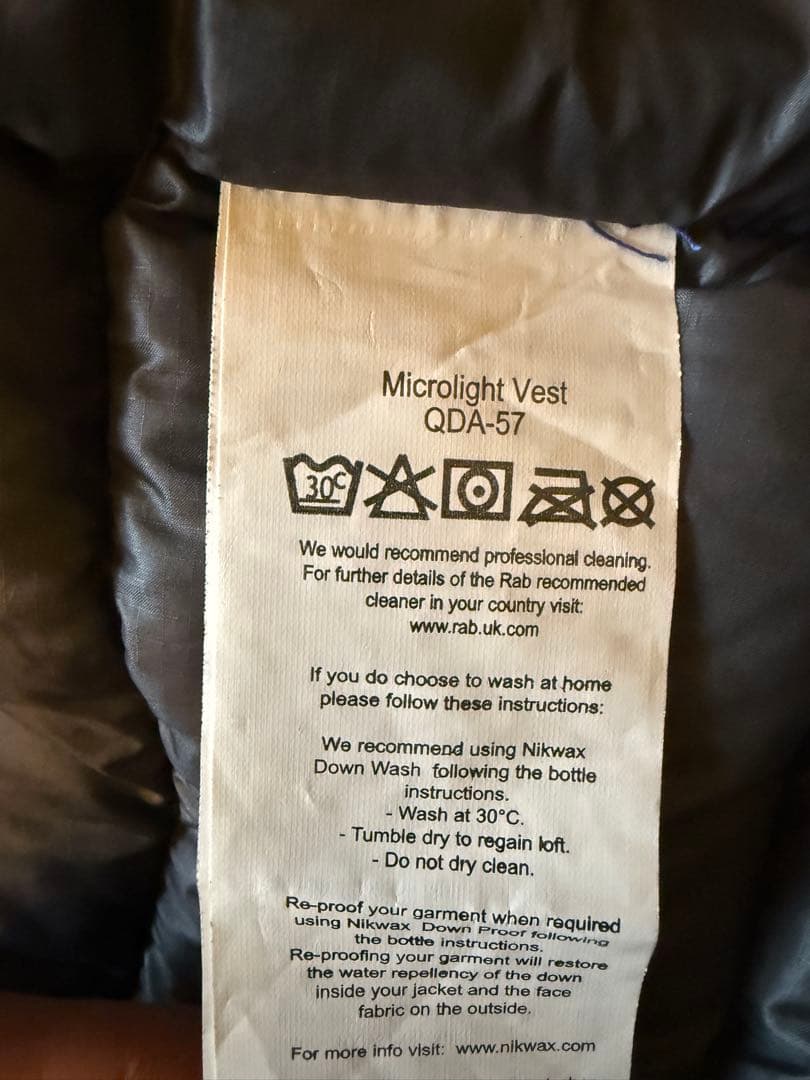 Microlight Vest
QDA-57
30C
We would recommend professional cleaning.
For further details of the Rab recommended
cleaner in your country visit:
www.rab.uk.com
If you do choose to wash at home
please follow these instructions:
We recommend using Nikwax
Down Wash following the bottle
instructions.
- Wash at 30°C.
- Tumble dry to regain loft.
- Do not dry clean.
Re-proof your garment when required
using Nikwax Down Proof following
the bottle instructions.
Re-proofing your garment will restore
the water repellency of the down
inside your jacket and the face
fabric on the outside.
For more info visit: www.nikwax.com